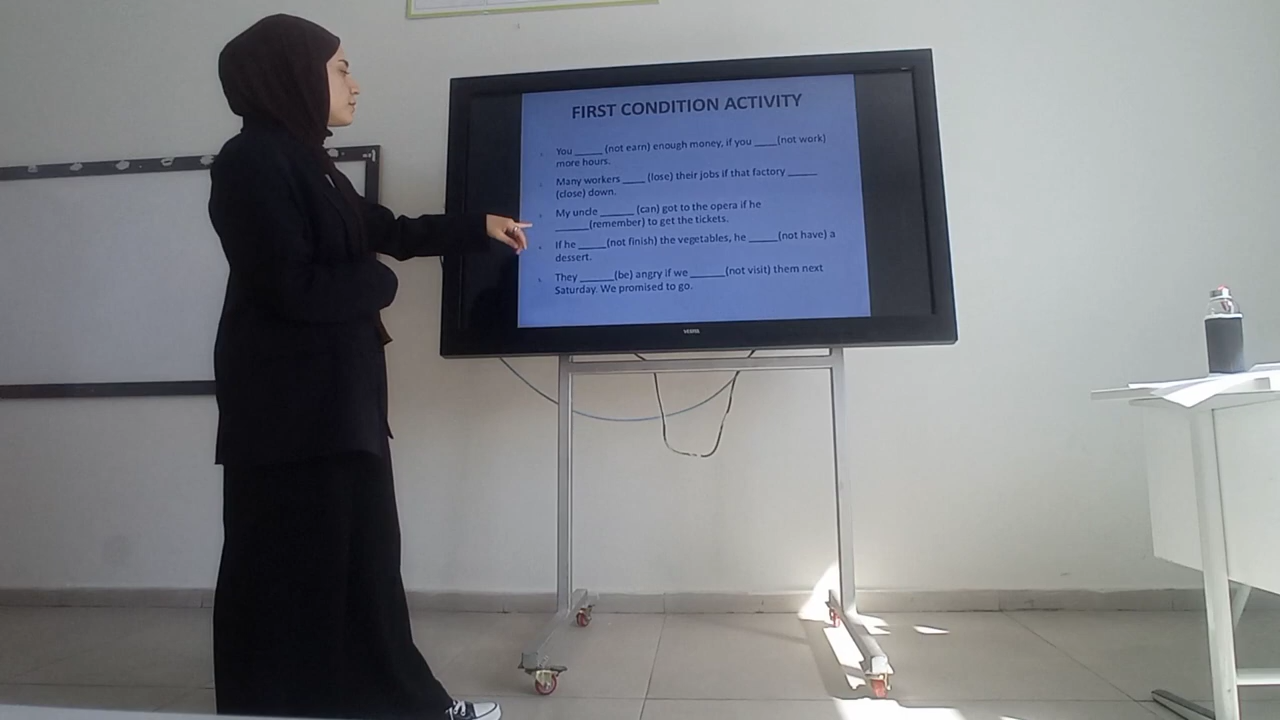 FIRST CONDITION ACTIVITY
You _____ (not earn) enough money, if you ____(not work)
more hours.
Many workers ____ (lose) their jobs if that factory _____
(close) down.
My uncle ______ (can) got to the opera if he
______(remember) to get the tickets.
If he _____(not finish) the vegetables, he _____(not have) a
dessert.
They ______(be) angry if we ______(not visit) them next
Saturday. We promised to go.
VESTEL